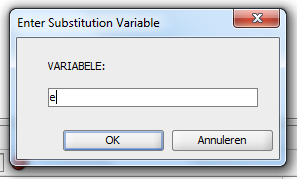 Enter Substitution Variable
VARIABELE:
e
OK
Annuleren